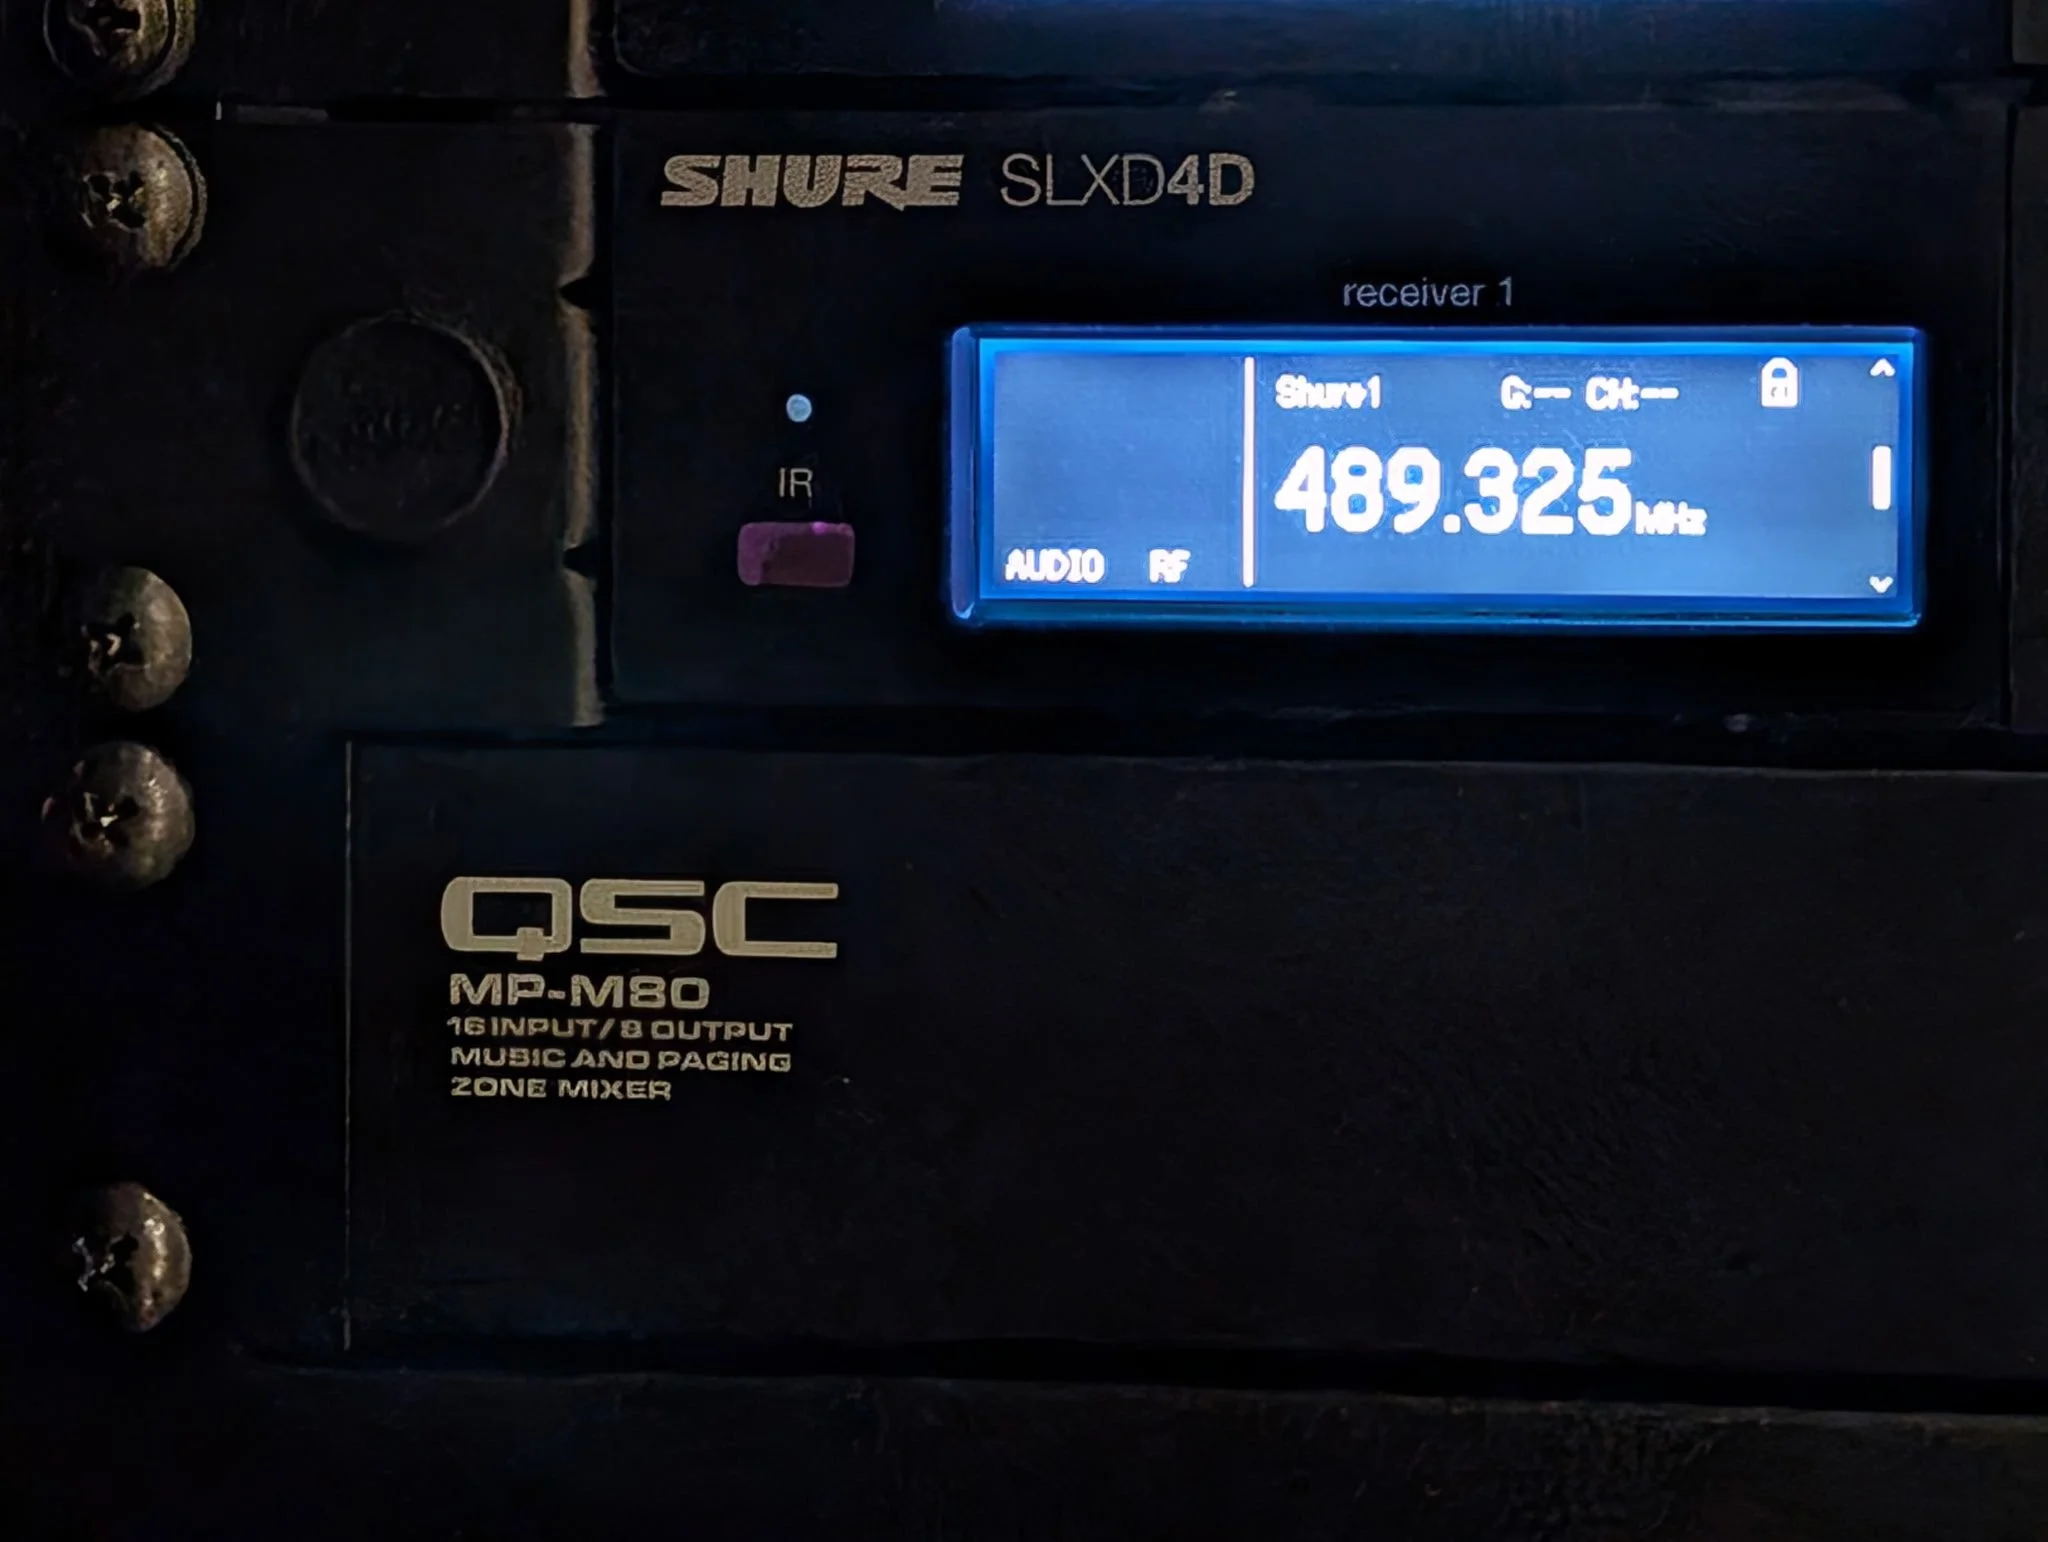 SHURE SLXD4D
receiver 1
IR
Shure1 G:-- CH:--
489.325MHz
AUDIO RF
QSC
MP-M80
16 INPUT/8 OUTPUT
MUSIC AND PAGING
ZONE MIXER